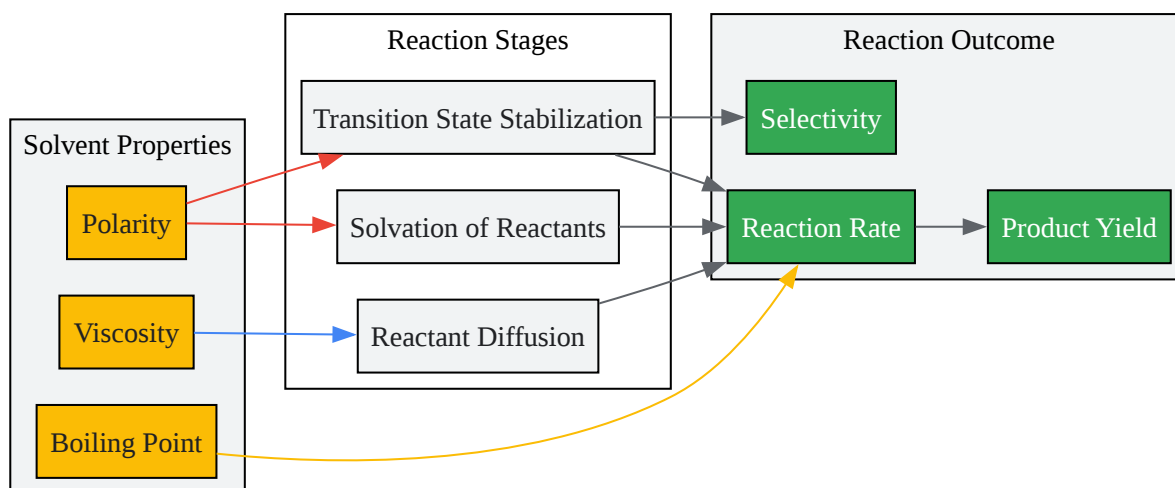 Solvent Properties
Polarity
Viscosity
Boiling Point
Reaction Stages
Transition State Stabilization
Solvation of Reactants
Reactant Diffusion
Reaction Outcome
Selectivity
Reaction Rate
Product Yield